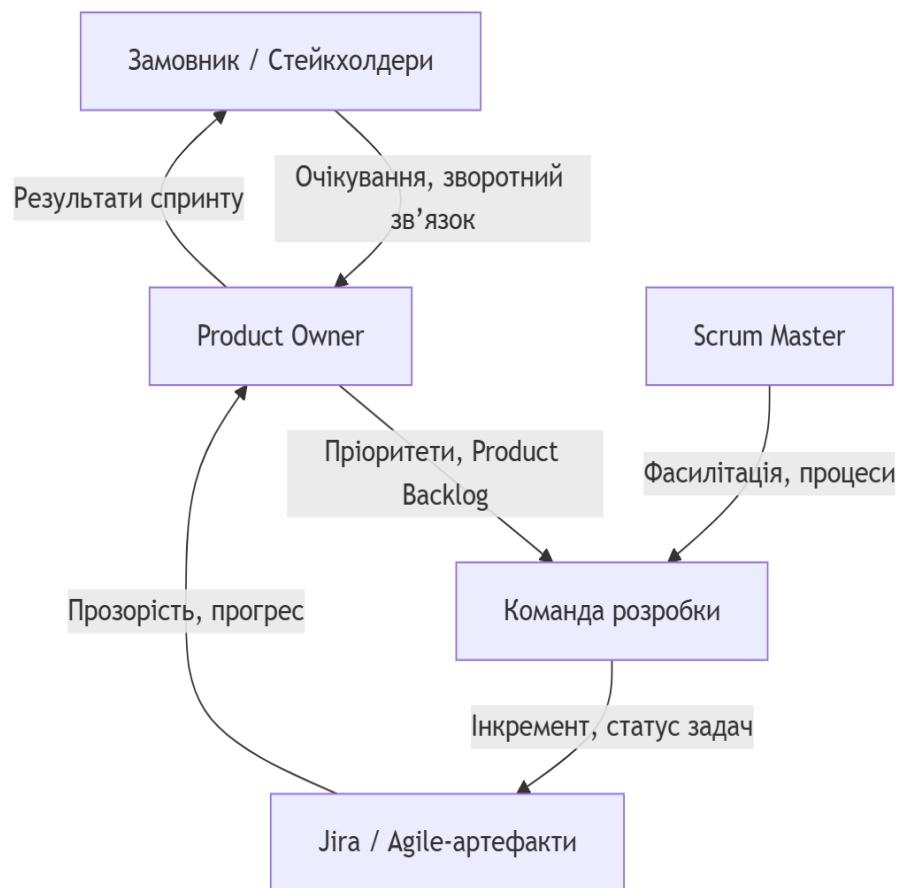 Замовник / Стейкхолдери
Результати спринту
Очікування, зворотний
зв’язок
Product Owner
Scrum Master
Пріоритети, Product
Backlog
Фасилітація, процеси
Прозорість, прогрес
Команда розробки
Інкремент, статус задач
Jira / Agile-артефакти